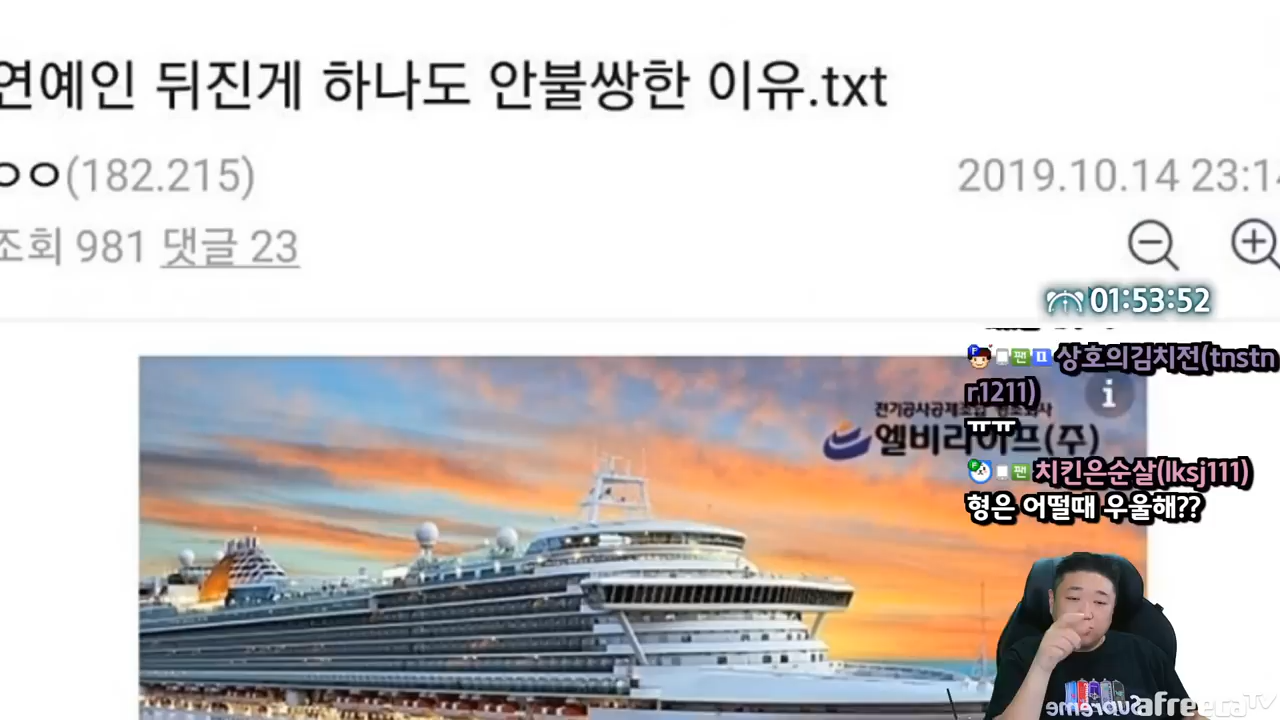 연예인 뒤진게 하나도 안불쌍한 이유.txt
ㅇㅇ(182.215)
2019.10.14 23:14
조회 981 댓글 23
01:53:52
상호의김치전(tnstn
r1211)
ㅠㅠ
전기공사공제조합
엘비라이프(주)
치킨은순살(lksj111)
형은 어떨때 우울해??
Supreme
afreecaTV